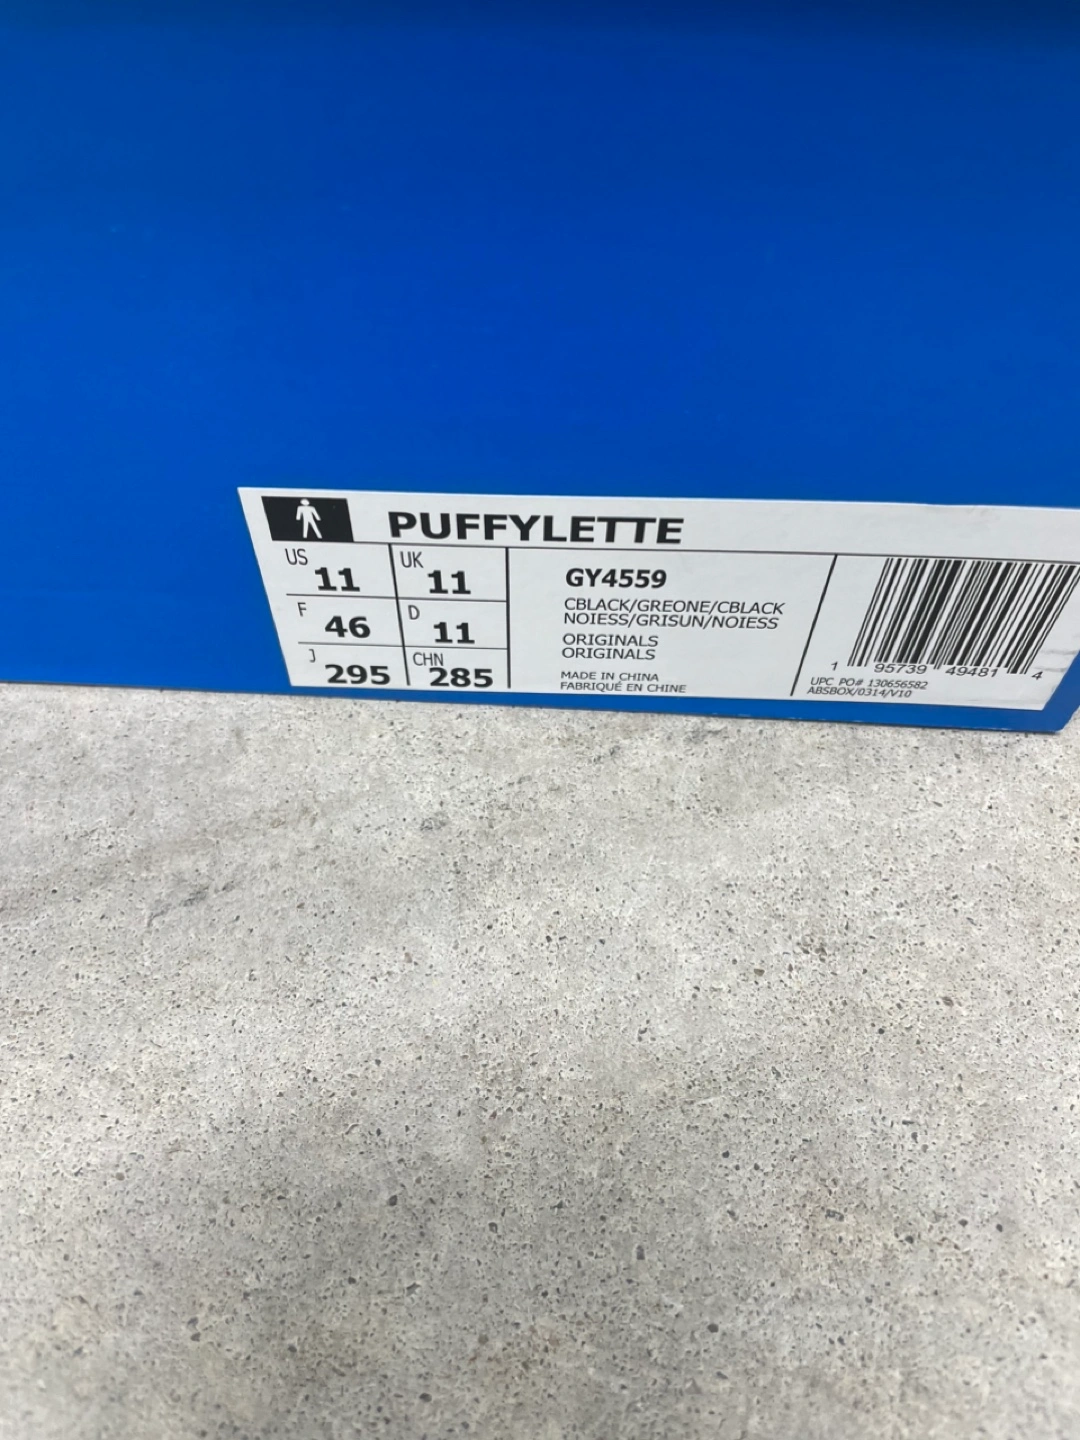 PUFFYLETTE
US 11 UK 11
F 46 D 11
J 295 CHN 285
GY4559
CBLACK/GREONE/CBLACK
NOIESS/GRISUN/NOIESS
ORIGINALS
ORIGINALS
MADE IN CHINA
FABRIQUÉ EN CHINE
1 95739 49481 4
UPC PO# 130656582
ABSBOX/0314/V10